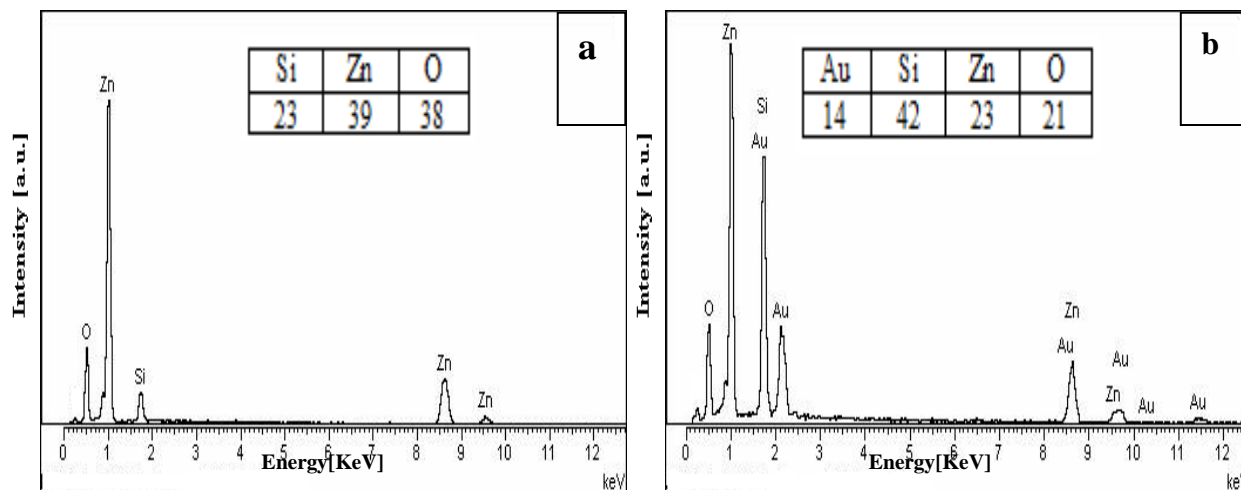 a
Si Zn O
23 39 38
Zn
O
Si
Zn
Zn
Intensity [a.u.]
0 1 2 3 4 5 6 7 8 9 10 11 12
Energy[KeV]
keV
b
Au Si Zn O
14 42 23 21
Zn
Si
Au
O
Au
Zn
Au
Au
Zn
Au
Au
Intensity [a.u.]
0 1 2 3 4 5 6 7 8 9 10 11 12
Energy[KeV]
keV